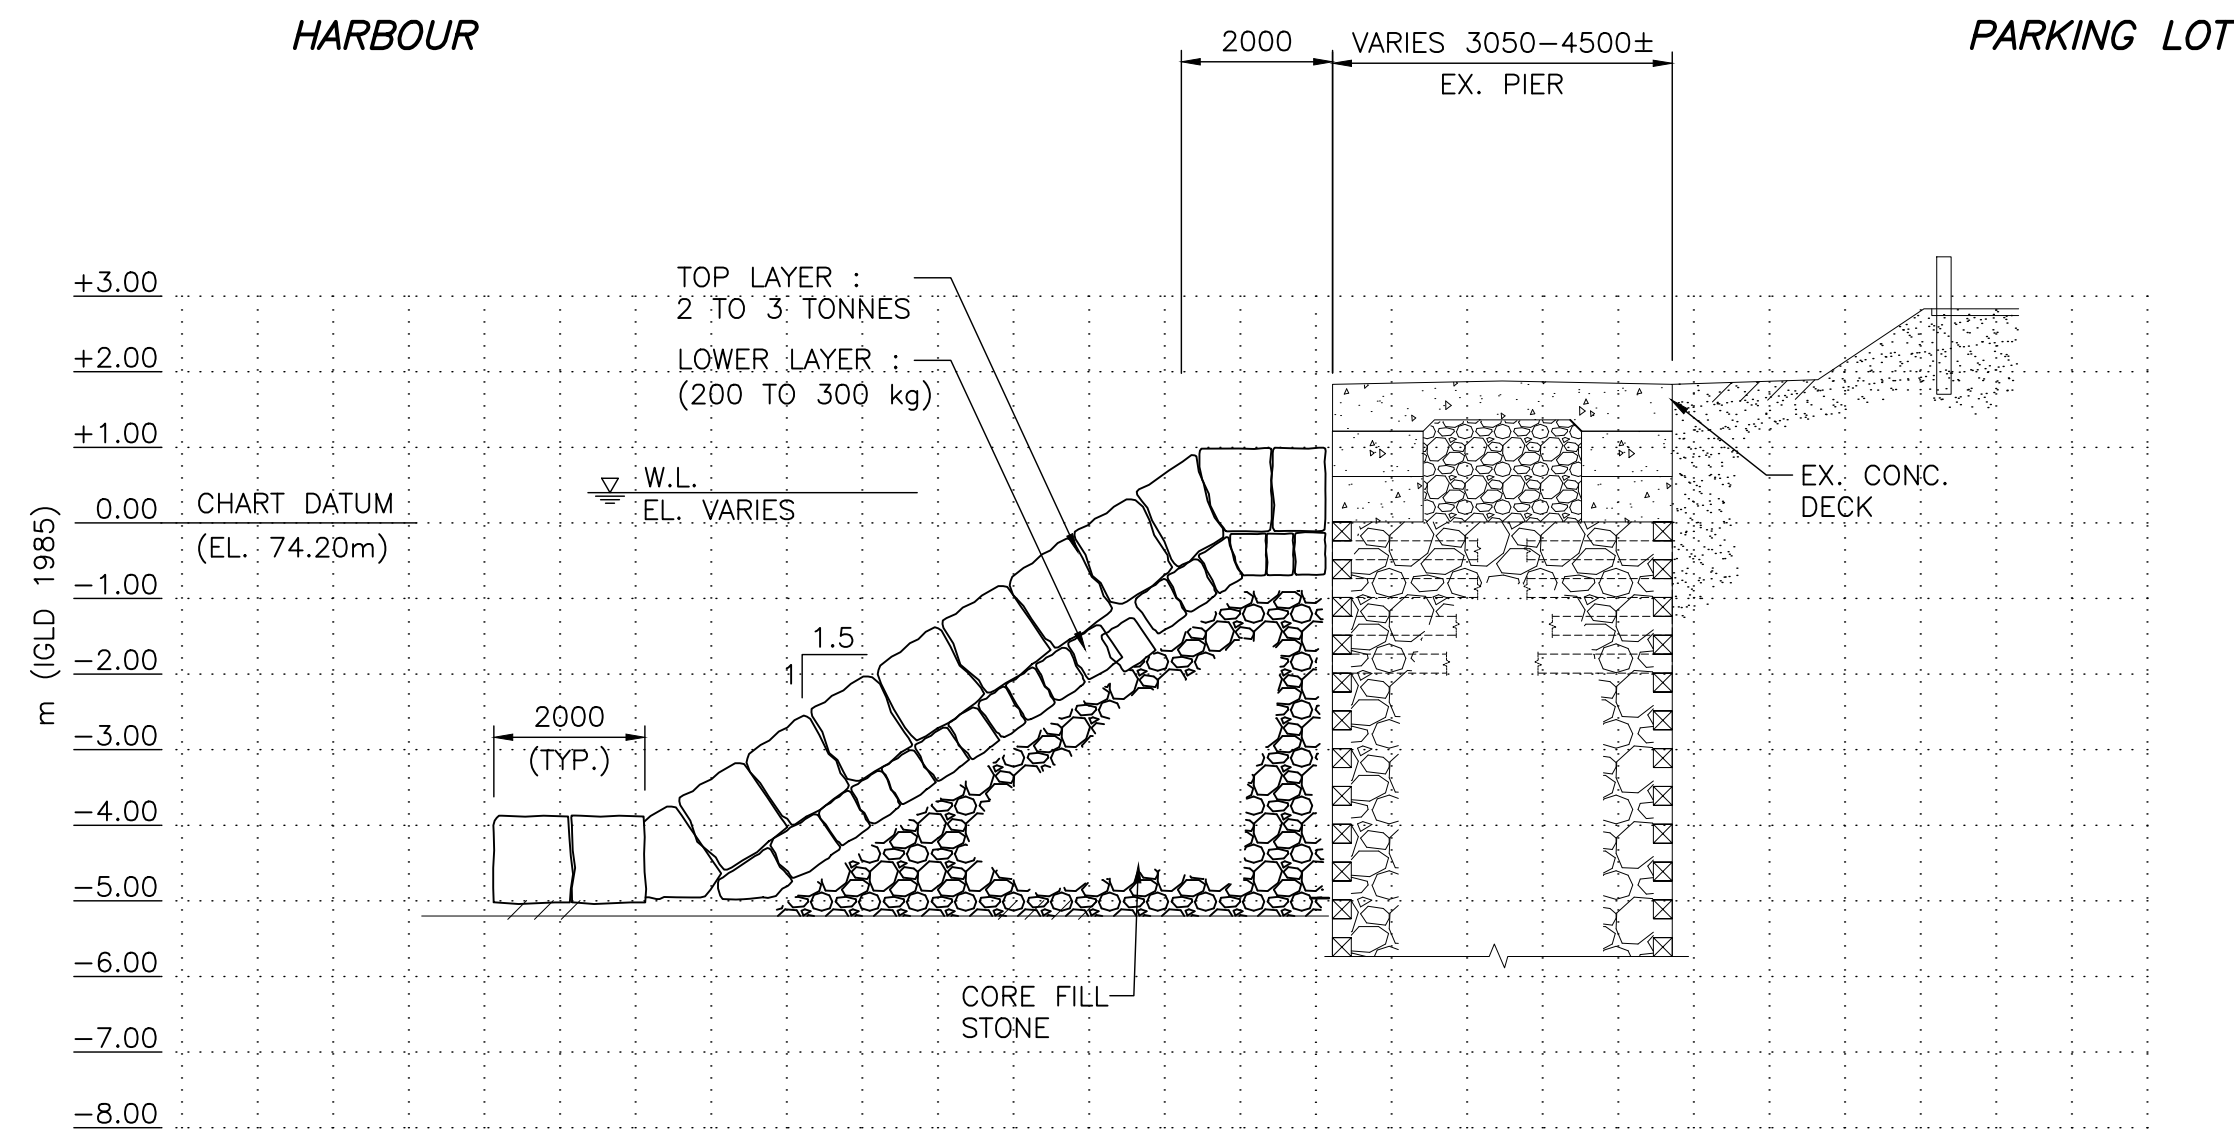 HARBOUR
PARKING LOT
2000
VARIES 3050-4500±
EX. PIER
TOP LAYER :
2 TO 3 TONNES
LOWER LAYER :
(200 TO 300 kg)
+3.00
+2.00
+1.00
0.00
-1.00
-2.00
-3.00
-4.00
-5.00
-6.00
-7.00
-8.00
m (IGLD 1985)
CHART DATUM
(EL. 74.20m)
W.L.
EL. VARIES
EX. CONC.
DECK
1.5
1
2000
(TYP.)
CORE FILL
STONE